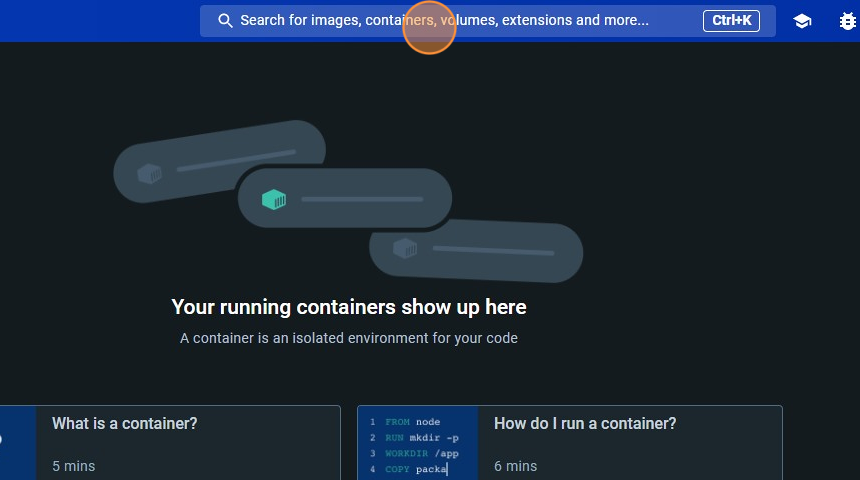 Search for images, containers, volumes, extensions and more...
Ctrl+K
Your running containers show up here
A container is an isolated environment for your code
What is a container?
5 mins
1 FROM node
2 RUN mkdir -p
3 WORKDIR /app
4 COPY packa
How do I run a container?
6 mins